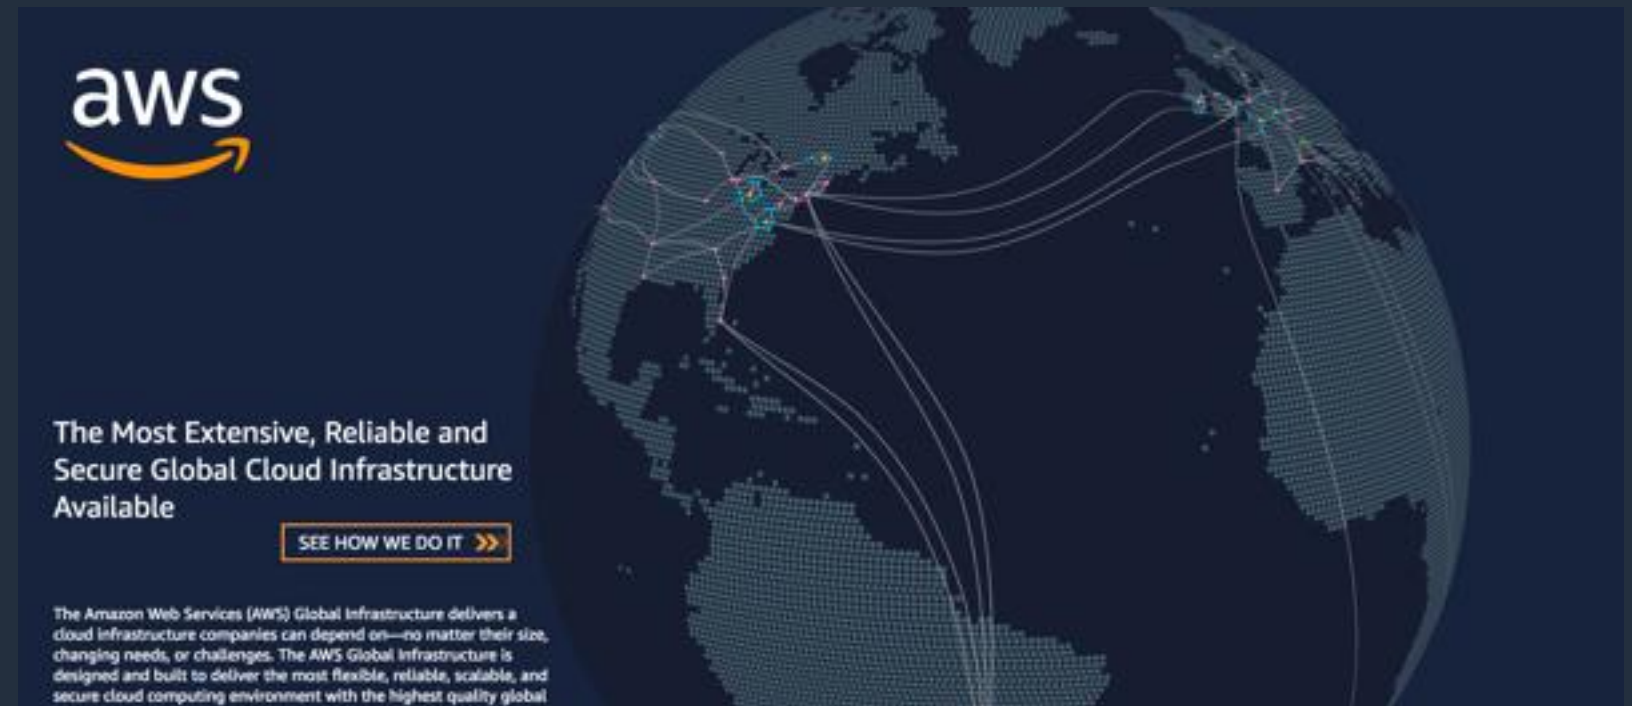 aws
The Most Extensive, Reliable and
Secure Global Cloud Infrastructure
Available
SEE HOW WE DO IT
The Amazon Web Services (AWS) Global Infrastructure delivers a
cloud infrastructure companies can depend on—no matter their size,
changing needs, or challenges. The AWS Global Infrastructure is
designed and built to deliver the most flexible, reliable, scalable, and
secure cloud computing environment with the highest quality global